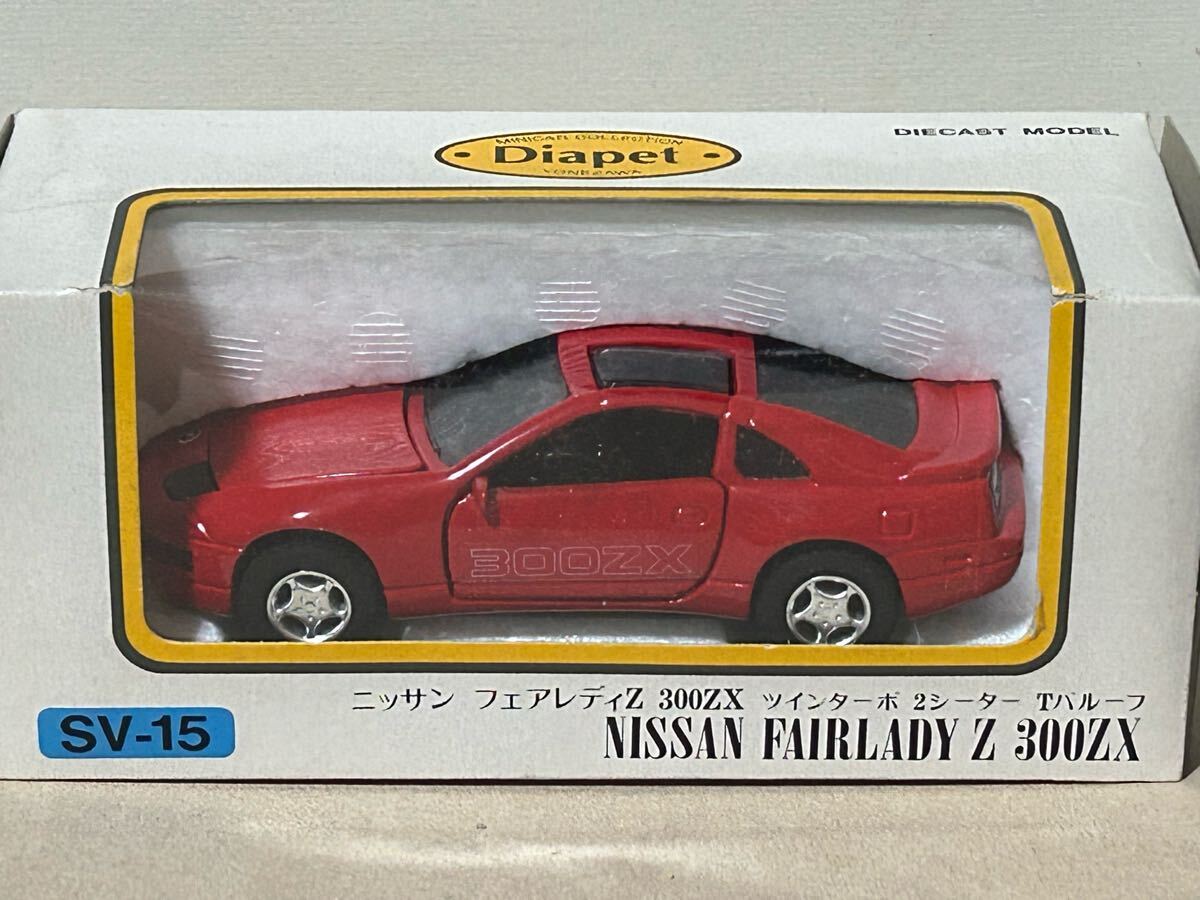 MINICAR COLLECTION
Diapet
YONEZAWA
DIECAST MODEL
300ZX
ニッサン フェアレディZ 300ZX ツインターボ 2シーター Tバルーフ
SV-15
NISSAN FAIRLADY Z 300ZX